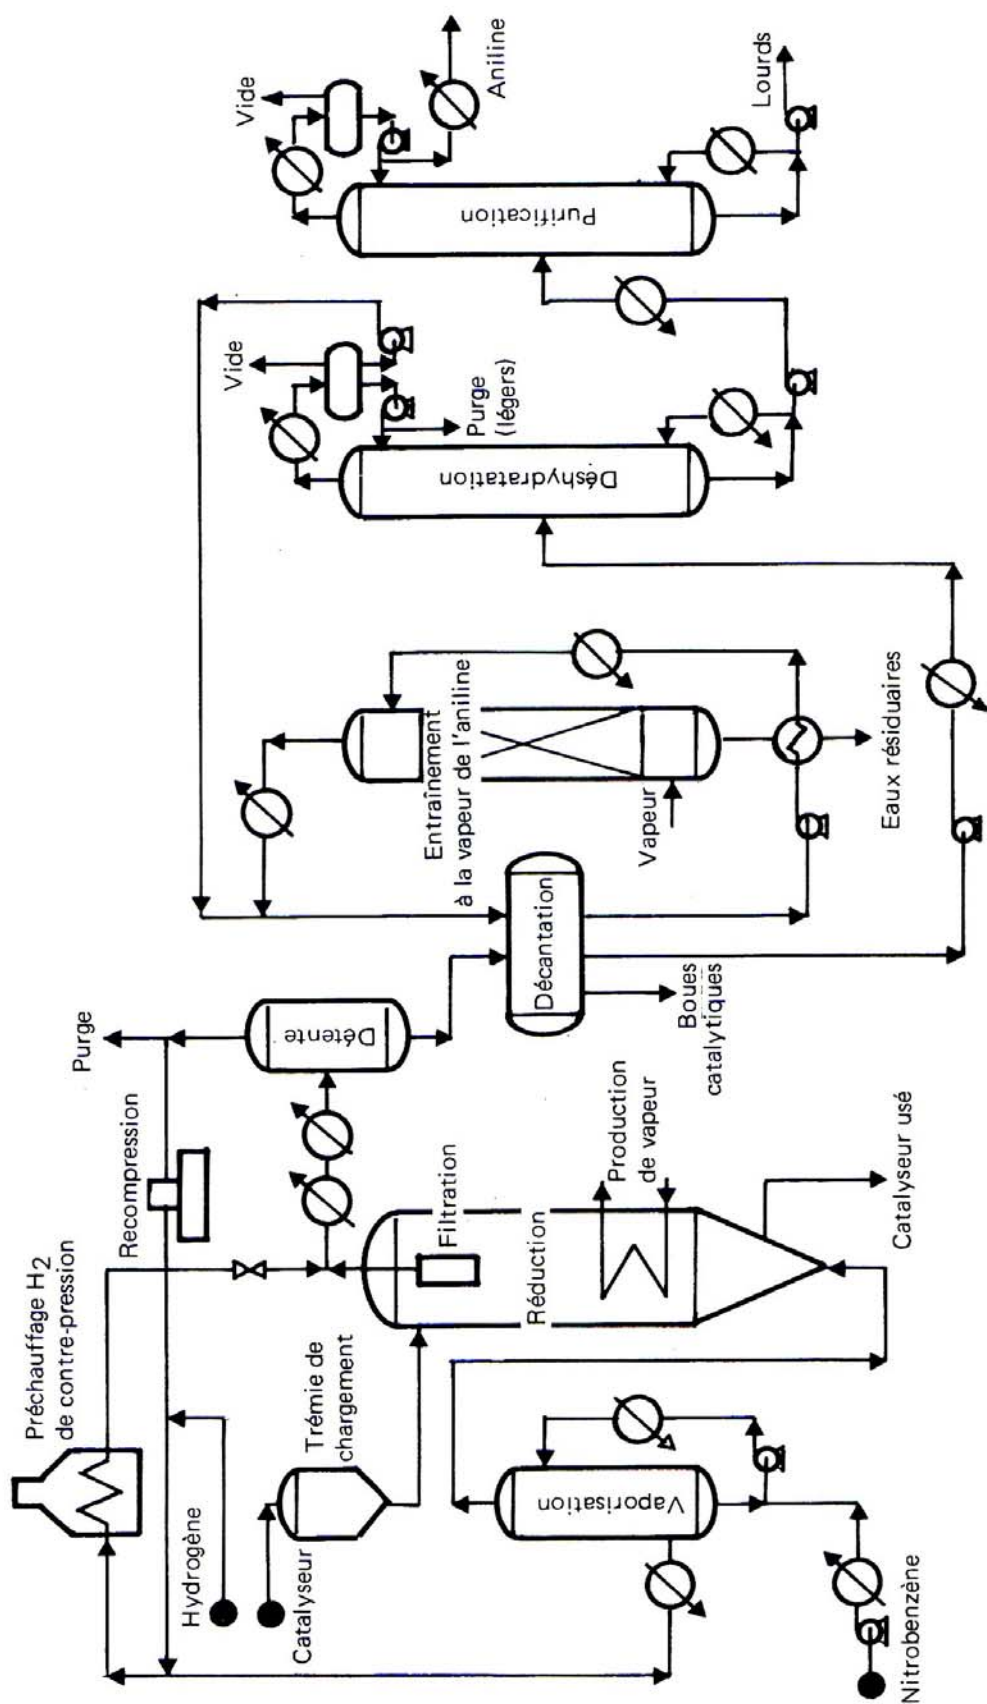 Préchauffage H2
de contre-pression
Recompression
Purge
Hydrogène
Catalyseur
Trémie de
chargement
Vaporisation
Nitrobenzène
Filtration
Réduction
Production
de vapeur
Catalyseur usé
Détente
Décantation
Boues
catalytiques
Entraînement
à la vapeur de l'aniline
Vapeur
Eaux résiduaires
Vide
Déshydratation
Purge
(légers)
Vide
Purification
Aniline
Lourds